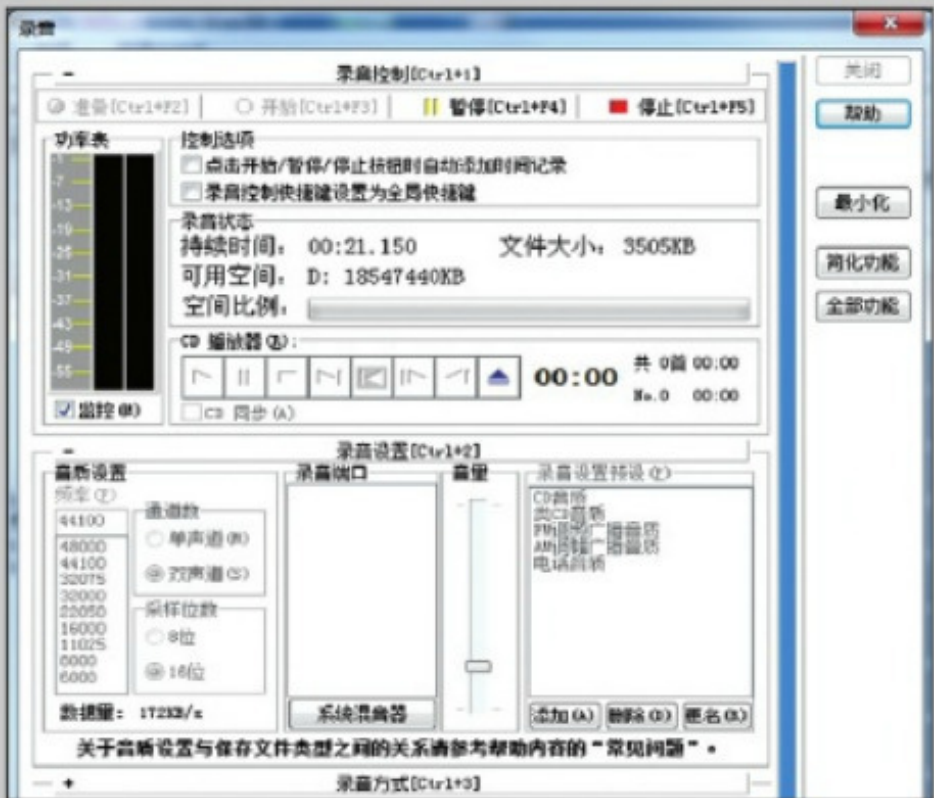 录音
录音控制[Ctrl+1]
准备[Ctrl+F2] 开始[Ctrl+F3] 暂停[Ctrl+F4] 停止[Ctrl+F5]
功率表
-7
-13
-19
-25
-31
-37
-43
-49
-55
监控(M)
控制选项
点击开始/暂停/停止按钮时自动添加时间记录
录音控制快捷键设置为全局快捷键
录音状态
持续时间: 00:21.150 文件大小: 3505KB
可用空间: D: 18547440KB
空间比例:
CD 播放器(R):
00:00
共 0首 00:00
No.0 00:00
CD 同步(A)
录音设置[Ctrl+2]
音质设置
频率(P)
44100
48000
44100
32075
32000
22050
16000
11025
8000
6000
通道数
单声道(M)
双声道(S)
采样位数
8位
16位
数据量: 172KB/s
录音端口
系统混音器
音量
录音设置预设(P)
CD音质
类CD音质
FM调频广播音质
AM调幅广播音质
电话音质
添加(A) 删除(D) 更名(R)
关于音质设置与保存文件类型之间的关系请参考帮助内容的“常见问题”。
录音方式[Ctrl+3]
关闭
帮助
最小化
简化功能
全部功能